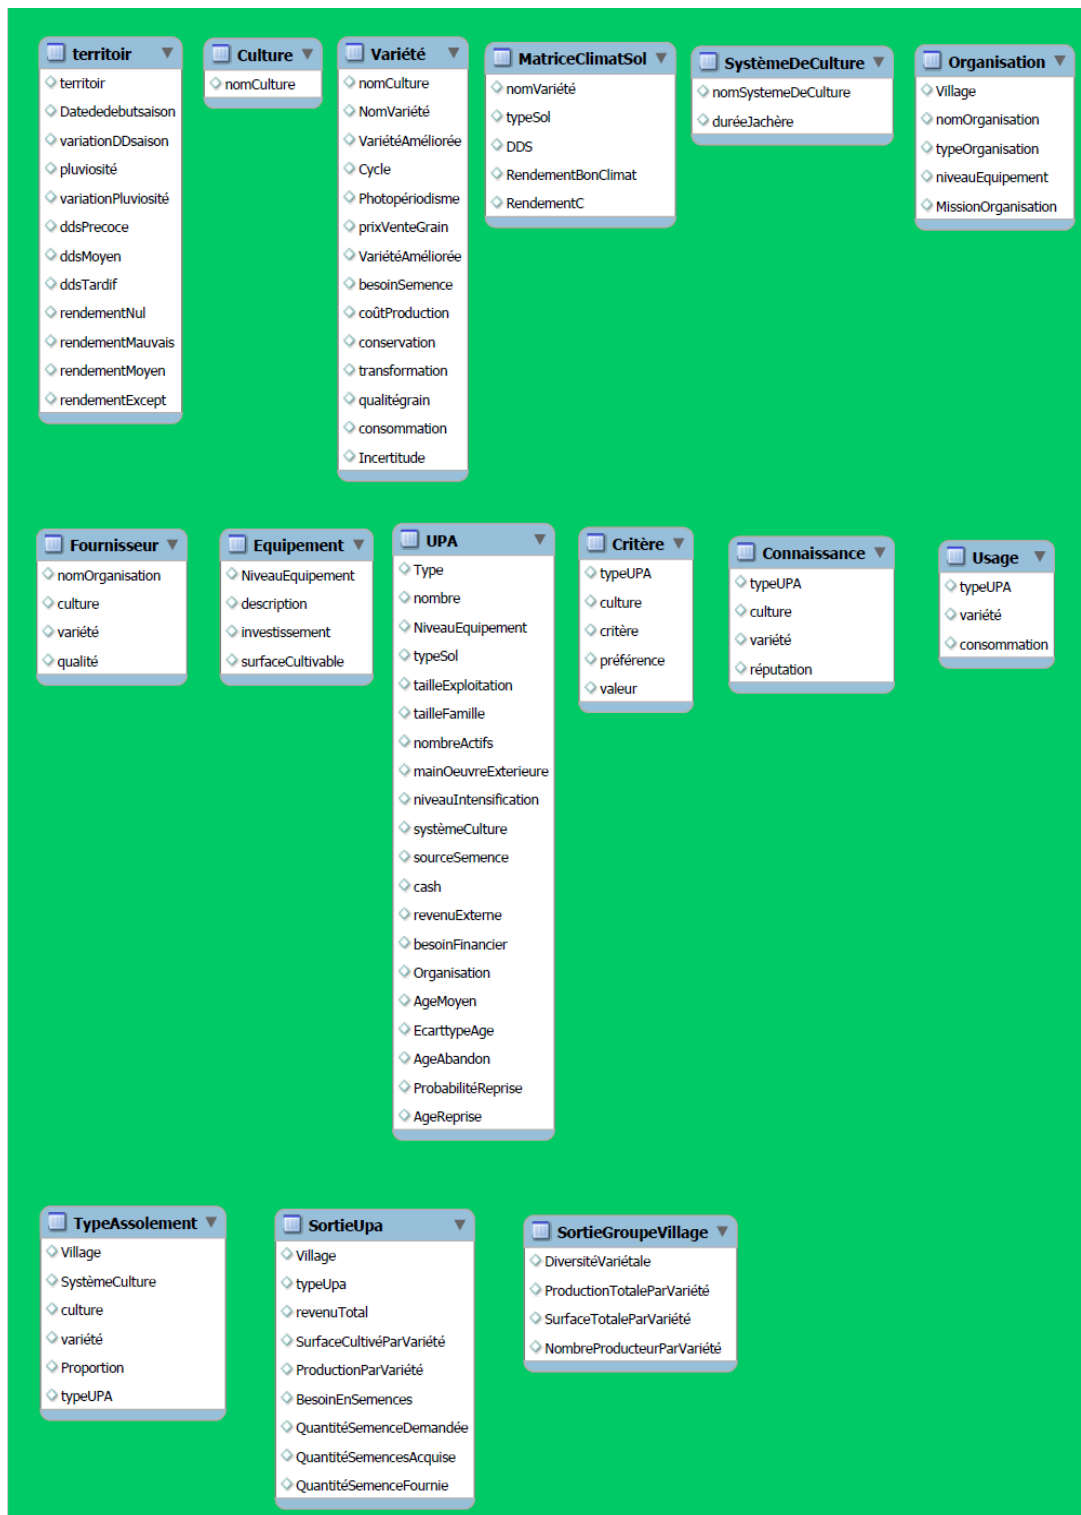 territoir
territoir
Datededebutsaison
variationDDsaison
pluviosité
variationPluviosité
ddsPrecoce
ddsMoyen
ddsTardif
rendementNul
rendementMauvais
rendementMoyen
rendementExcept
Culture
nomCulture
Variété
nomCulture
NomVariété
VariétéAméliorée
Cycle
Photopériodisme
prixVenteGrain
VariétéAméliorée
besoinSemence
coûtProduction
conservation
transformation
qualitégrain
consommation
Incertitude
MatriceClimatSol
nomVariété
typeSol
DDS
RendementBonClimat
RendementC
SystèmeDeCulture
nomSystemeDeCulture
duréeJachère
Organisation
Village
nomOrganisation
typeOrganisation
niveauEquipement
MissionOrganisation
Fournisseur
nomOrganisation
culture
variété
qualité
Equipement
NiveauEquipement
description
investissement
surfaceCultivable
UPA
Type
nombre
NiveauEquipement
typeSol
tailleExploitation
tailleFamille
nombreActifs
mainOeuvreExterieure
niveauIntensification
systèmeCulture
sourceSemence
cash
revenuExterne
besoinFinancier
Organisation
AgeMoyen
EcarttypeAge
AgeAbandon
ProbabilitéReprise
AgeReprise
Critère
typeUPA
culture
critère
préférence
valeur
Connaissance
typeUPA
culture
variété
réputation
Usage
typeUPA
variété
consommation
TypeAssolement
Village
SystèmeCulture
culture
variété
Proportion
typeUPA
SortieUpa
Village
typeUpa
revenuTotal
SurfaceCultivéParVariété
ProductionParVariété
BesoinEnSemences
QuantitéSemenceDemandée
QuantitéSemencesAcquise
QuantitéSemenceFournie
SortieGroupeVillage
DiversitéVariétale
ProductionTotaleParVariété
SurfaceTotaleParVariété
NombreProducteurParVariété